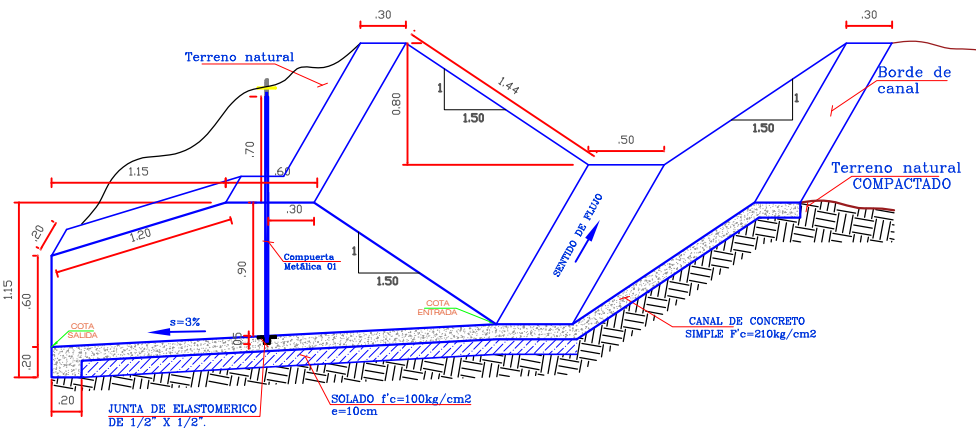 .30
.30
Terreno natural
1
1.44
0.80
1.50
.50
1
1.50
Borde de
canal
.70
1.15
.60
Terreno natural
COMPACTADO
.20
1.20
.30
SENTIDO DE FLUJO
1
1.50
Compuerta
Metálica 01
.90
1.15
.60
COTA
SALIDA
s=3%
COTA
ENTRADA
.05
CANAL DE CONCRETO
SIMPLE F'c=210kg/cm2
.20
.20
JUNTA DE ELASTOMERICO
DE 1/2" X 1/2".
SOLADO f'c=100kg/cm2
e=10cm